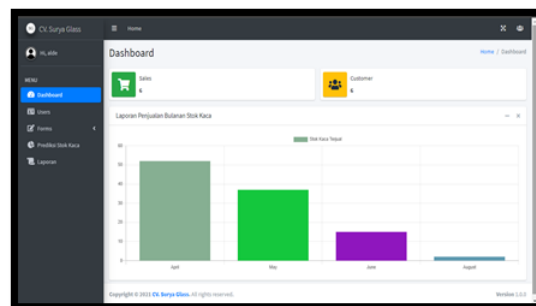 CV. Surya Glass
Home
Hi, aldo
Dashboard
Home / Dashboard
MENU
Dashboard
Users
Forms
Prediksi Stok Kaca
Laporan
Sales
6
Customer
6
Laporan Penjualan Bulanan Stok Kaca
Stok Kaca Terjual
60
50
40
30
20
10
0
April
May
June
August
Copyright © 2021 CV. Surya Glass. All rights reserved.
Version 1.0.0